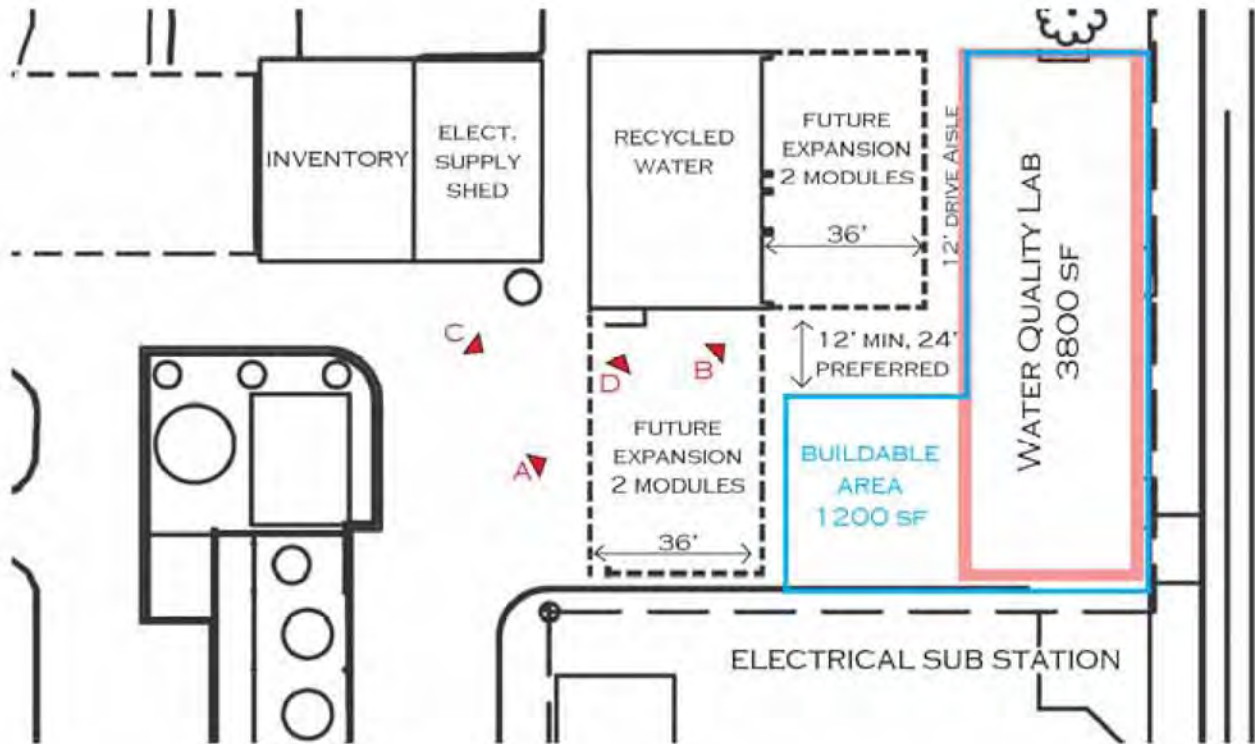 INVENTORY
ELECT.
SUPPLY
SHED
RECYCLED
WATER
FUTURE
EXPANSION
2 MODULES
36'
12' DRIVE AISLE
WATER QUALITY LAB
3800 SF
C
D
B
A
12' MIN, 24'
PREFERRED
FUTURE
EXPANSION
2 MODULES
36'
BUILDABLE
AREA
1200 SF
ELECTRICAL SUB STATION